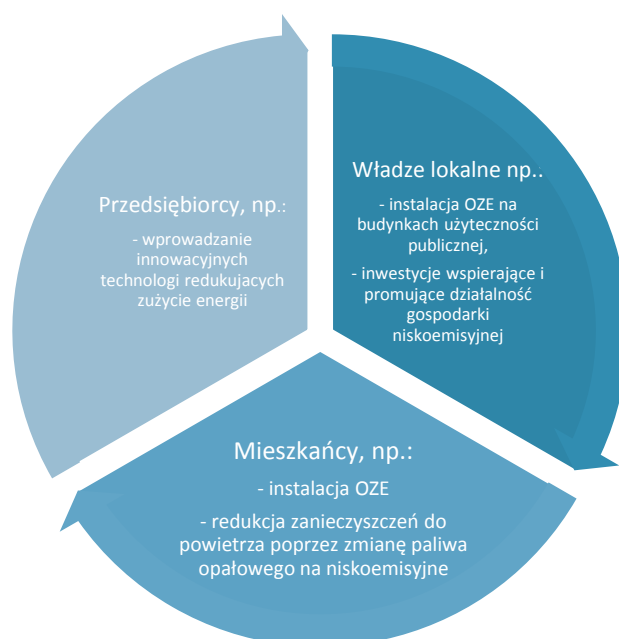 Przedsiębiorcy, np.:
- wprowadzanie
innowacyjnych
technologi redukujacych
zużycie energii
Władze lokalne np.:
- instalacja OZE na
budynkach użyteczności
publicznej,
- inwestycje wspierające i
promujące działalność
gospodarki
niskoemisyjnej
Mieszkańcy, np.:
- instalacja OZE
- redukcja zanieczyszczeń do
powietrza poprzez zmianę paliwa
opałowego na niskoemisyjne